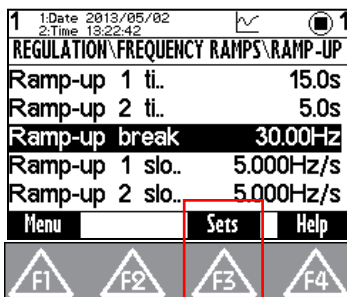 1 1:Date 2013/05/02 1
2:Time 13:22:42
REGULATION\FREQUENCY RAMPS\RAMP-UP
Ramp-up 1 ti.. 15.0s
Ramp-up 2 ti.. 5.0s
Ramp-up break 30.00Hz
Ramp-up 1 slo.. 5.000Hz/s
Ramp-up 2 slo.. 5.000Hz/s
Menu Sets Help
F1 F2 F3 F4